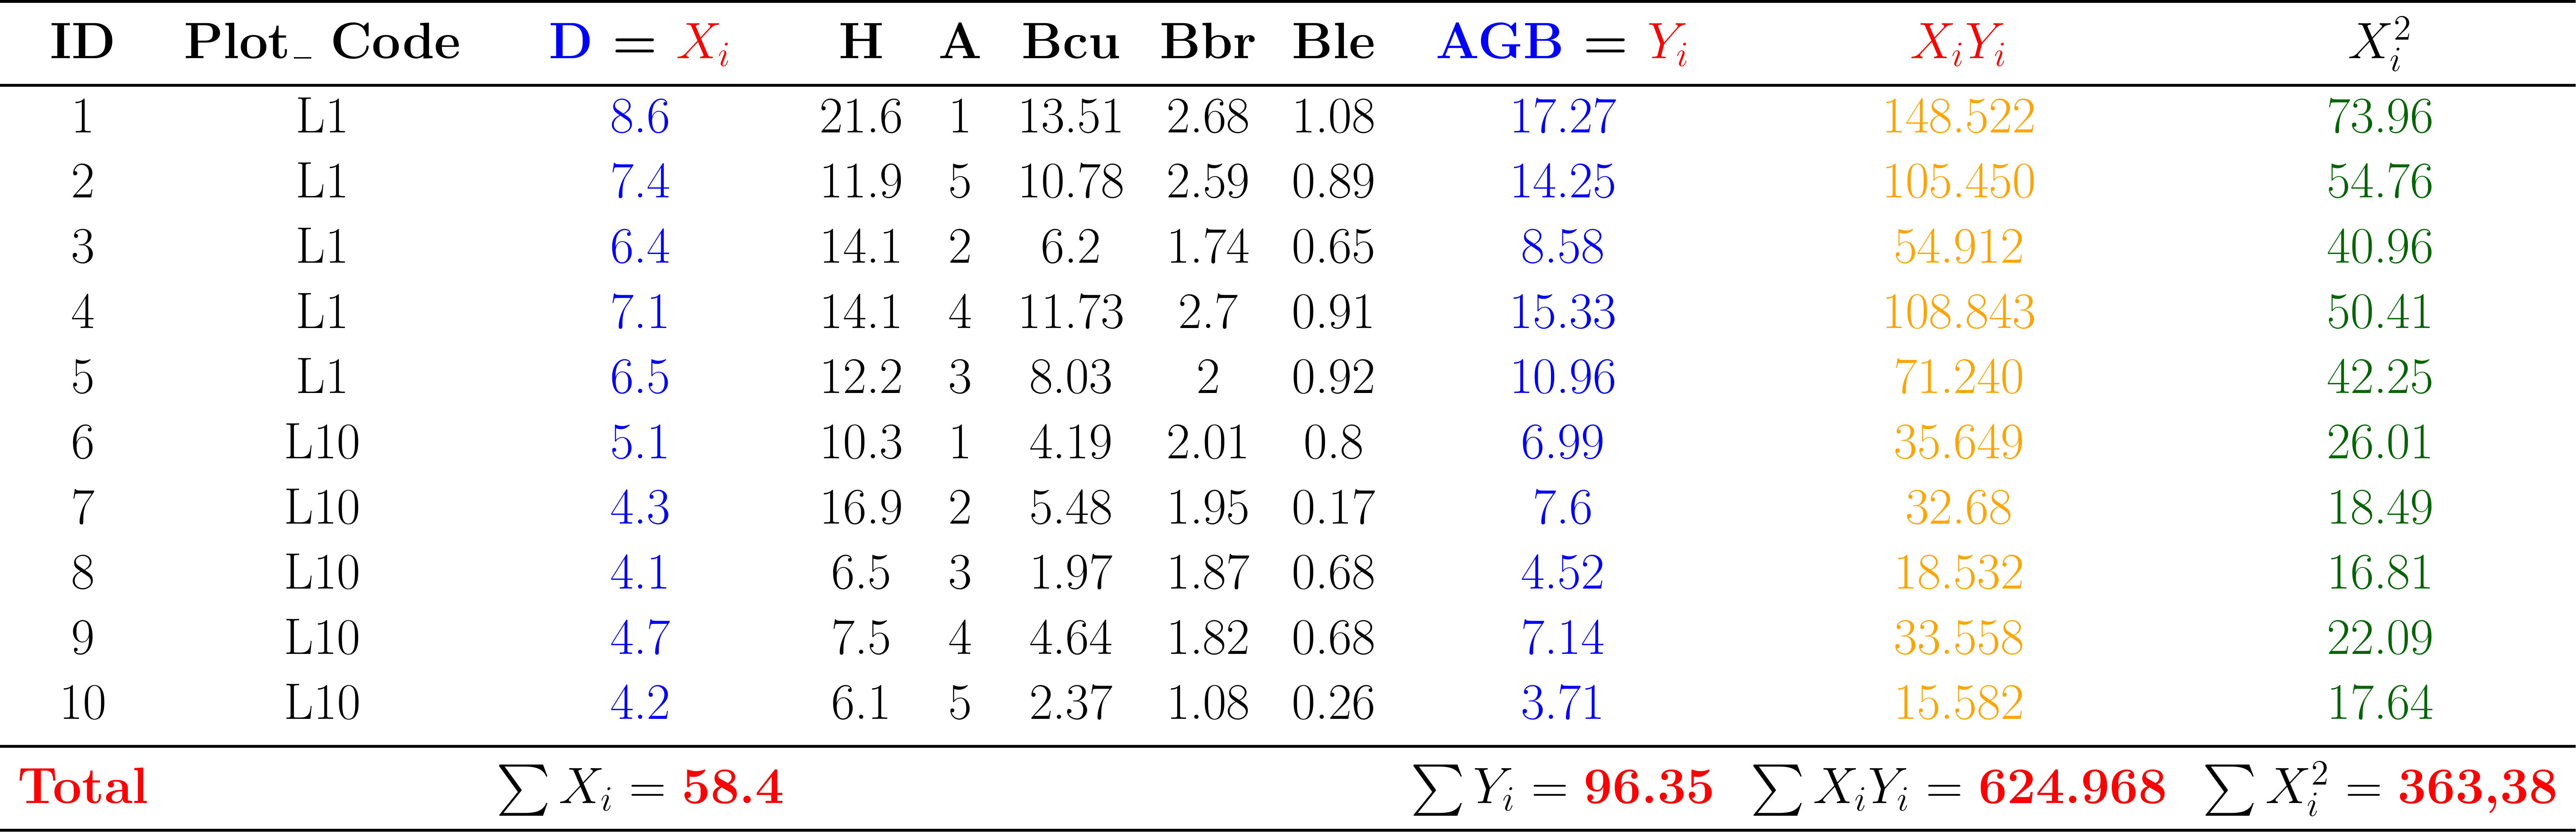 ID Plot_ Code D = X_i H A Bcu Bbr Ble AGB = Y_i X_iY_i X_i^2
1 L1 8.6 21.6 1 13.51 2.68 1.08 17.27 148.522 73.96
2 L1 7.4 11.9 5 10.78 2.59 0.89 14.25 105.450 54.76
3 L1 6.4 14.1 2 6.2 1.74 0.65 8.58 54.912 40.96
4 L1 7.1 14.1 4 11.73 2.7 0.91 15.33 108.843 50.41
5 L1 6.5 12.2 3 8.03 2 0.92 10.96 71.240 42.25
6 L10 5.1 10.3 1 4.19 2.01 0.8 6.99 35.649 26.01
7 L10 4.3 16.9 2 5.48 1.95 0.17 7.6 32.68 18.49
8 L10 4.1 6.5 3 1.97 1.87 0.68 4.52 18.532 16.81
9 L10 4.7 7.5 4 4.64 1.82 0.68 7.14 33.558 22.09
10 L10 4.2 6.1 5 2.37 1.08 0.26 3.71 15.582 17.64
Total ∑ X_i = 58.4 ∑ Y_i = 96.35 ∑ X_iY_i = 624.968 ∑ X_i^2 = 363,38